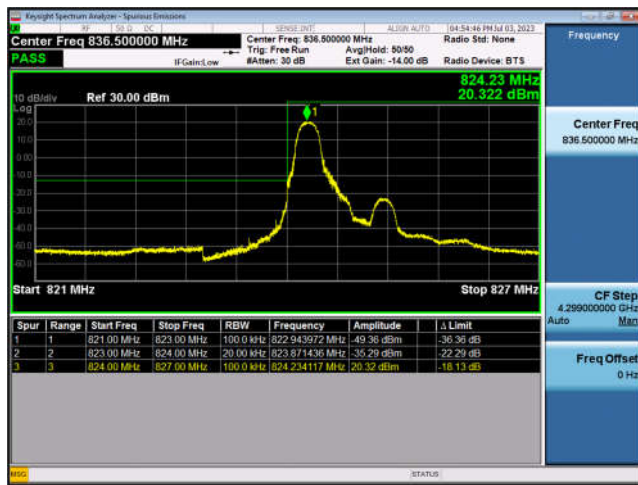 Keysight Spectrum Analyzer - Spurious Emissions
RF 50 Ω DC SENSE:INT ALIGN AUTO 04:54:46 PM Jul 03, 2023
Center Freq 836.500000 MHz
Center Freq: 836.500000 MHz Radio Std: None
Trig: Free Run Avg|Hold: 50/50
PASS IFGain:Low #Atten: 30 dB Ext Gain: -14.00 dB Radio Device: BTS
Frequency
824.23 MHz
20.322 dBm
10 dB/div Ref 30.00 dBm
Log
1
20.0
10.0
0.00
-10.0
-20.0
-30.0
-40.0
-50.0
-60.0
Start 821 MHz Stop 827 MHz
Center Freq
836.500000 MHz
CF Step
4.299000000 GHz
Auto Man
Freq Offset
0 Hz
Spur Range Start Freq Stop Freq RBW Frequency Amplitude Δ Limit
1 1 821.00 MHz 823.00 MHz 100.0 kHz 822.943972 MHz -49.36 dBm -36.36 dB
2 2 823.00 MHz 824.00 MHz 20.00 kHz 823.871436 MHz -35.29 dBm -22.29 dB
3 3 824.00 MHz 827.00 MHz 100.0 kHz 824.234117 MHz 20.32 dBm -18.13 dB
MSG STATUS